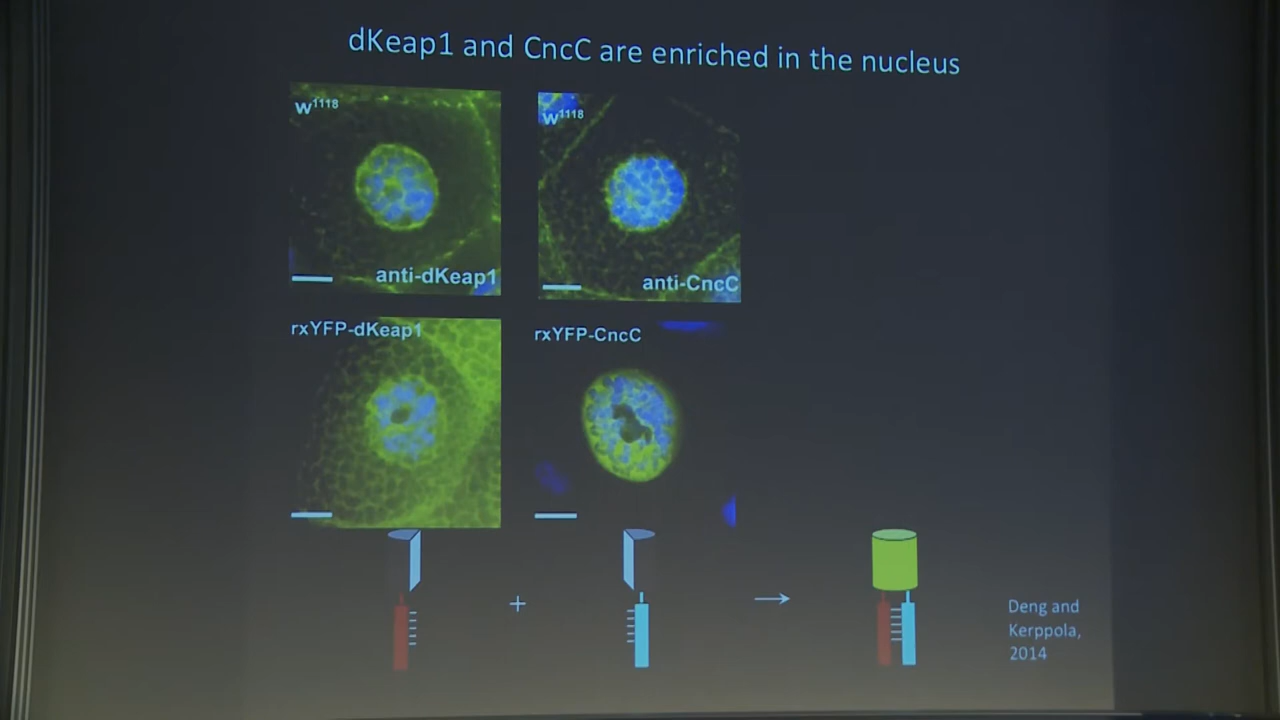 dKeap1 and CncC are enriched in the nucleus
w1118
w1118
anti-dKeap1
anti-CncC
rxYFP-dKeap1
rxYFP-CncC
+
→
Deng and
Kerppola,
2014